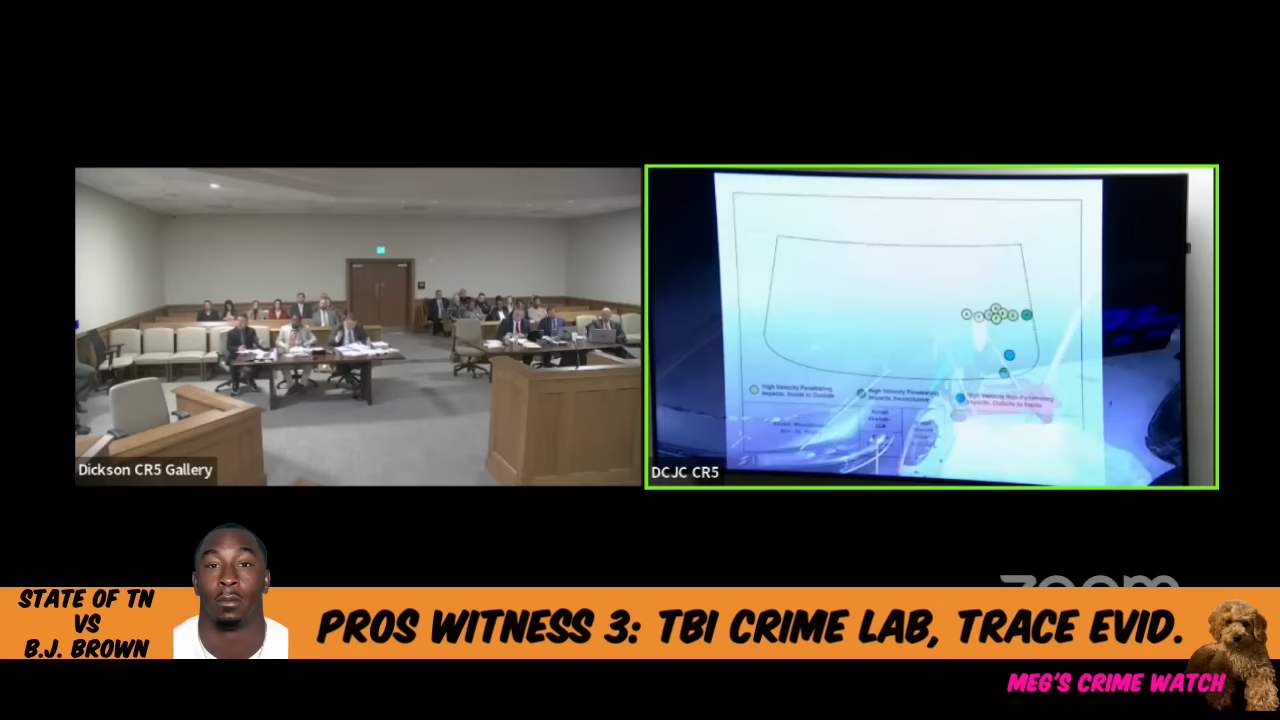 High Velocity Penetrating
Impacts, Inside to Outside
High Velocity Penetrating
Impacts, Inconclusive
High Velocity Non-Penetrating
Impacts, Outside to Inside
Dickson CR5 Gallery
DCJC CR5
zoom
STATE OF TN
VS
B.J. BROWN
PROS WITNESS 3: TBI CRIME LAB, TRACE EVID.
MEG'S CRIME WATCH